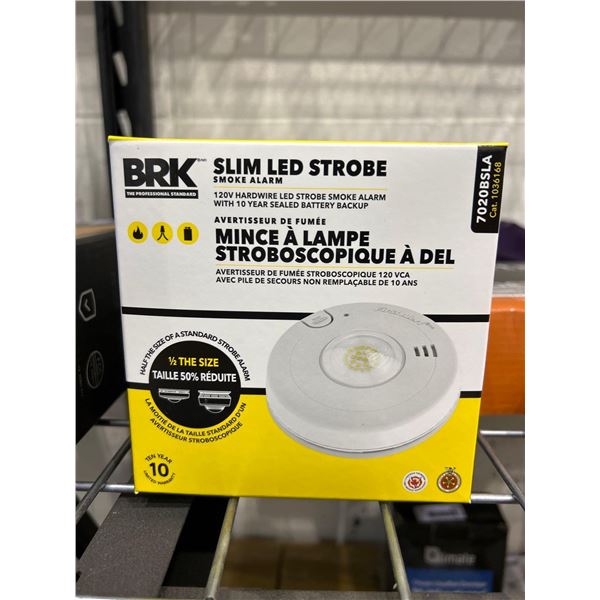 BRK
THE PROFESSIONAL STANDARD
SLIM LED STROBE
SMOKE ALARM
120V HARDWIRE LED STROBE SMOKE ALARM
WITH 10 YEAR SEALED BATTERY BACKUP
AVERTISSEUR DE FUMÉE
MINCE À LAMPE
STROBOSCOPIQUE À DEL
AVERTISSEUR DE FUMÉE STROBOSCOPIQUE 120 VCA
AVEC PILE DE SECOURS NON REMPLAÇABLE DE 10 ANS
7020BSLA
Cat. 1036168
HALF THE SIZE OF A STANDARD STROBE ALARM
½ THE SIZE
TAILLE 50% RÉDUITE
LA MOITIÉ DE LA TAILLE STANDARD D'UN
AVERTISSEUR STROBOSCOPIQUE
TEN YEAR
10
LIMITED WARRANTY